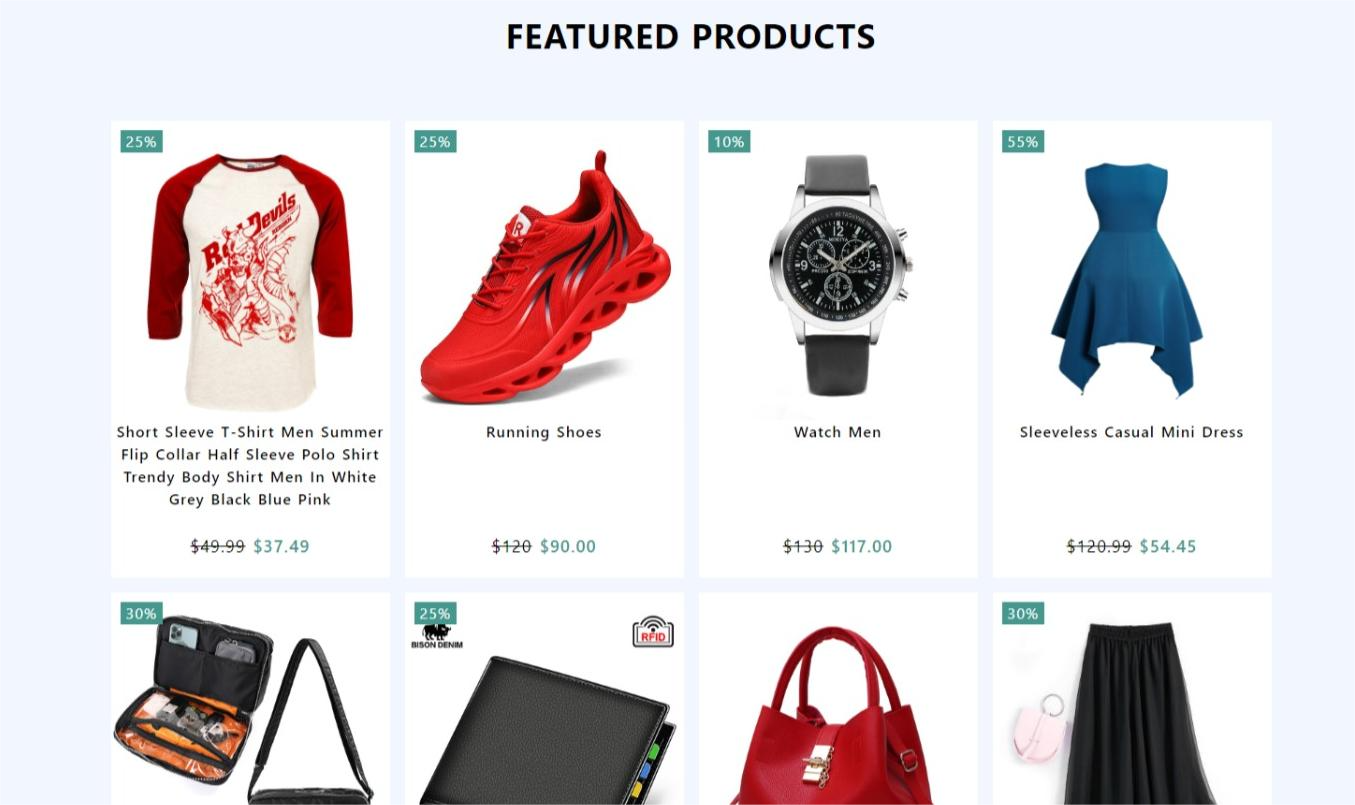 FEATURED PRODUCTS
25%
25%
10%
55%
Red Devils
R
12
9
3
Short Sleeve T-Shirt Men Summer
Flip Collar Half Sleeve Polo Shirt
Trendy Body Shirt Men In White
Grey Black Blue Pink
Running Shoes
Watch Men
Sleeveless Casual Mini Dress
$49.99 $37.49
$120 $90.00
$130 $117.00
$120.99 $54.45
30%
25%
30%
BISON DENIM
RFID